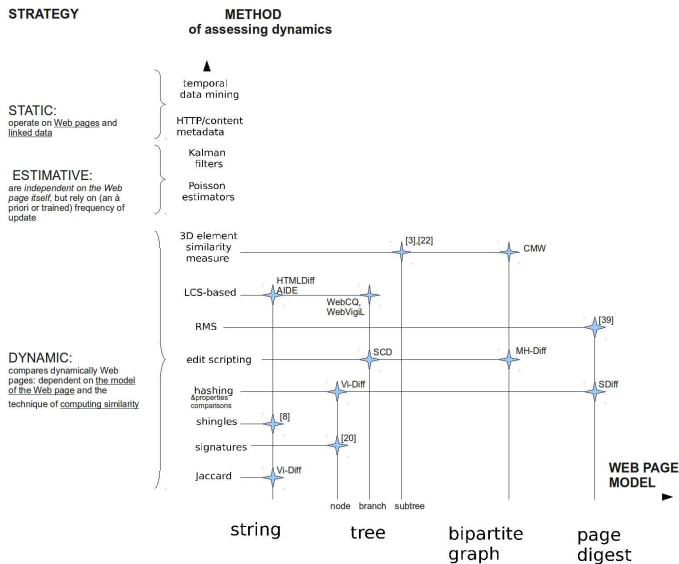 STRATEGY
METHOD
of assessing dynamics
temporal
data mining
STATIC:
operate on Web pages and
linked data
HTTP/content
metadata
Kalman
filters
ESTIMATIVE:
are independent on the Web
page itself, but rely on (an à
priori or trained) frequency of
update
Poisson
estimators
3D element
similarity
measure
[3],[22]
CMW
LCS-based
HTMLDiff
AIDE
WebCQ,
WebVigiL
RMS
[39]
DYNAMIC:
compares dynamically Web
pages: dependent on the model
of the Web page and the
technique of computing similarity
edit scripting
SCD
MH-Diff
hashing
&properties
comparisons
Vi-Diff
SDiff
shingles
[8]
signatures
[20]
Jaccard
Vi-Diff
WEB PAGE
MODEL
node
branch
subtree
string
tree
bipartite
graph
page
digest